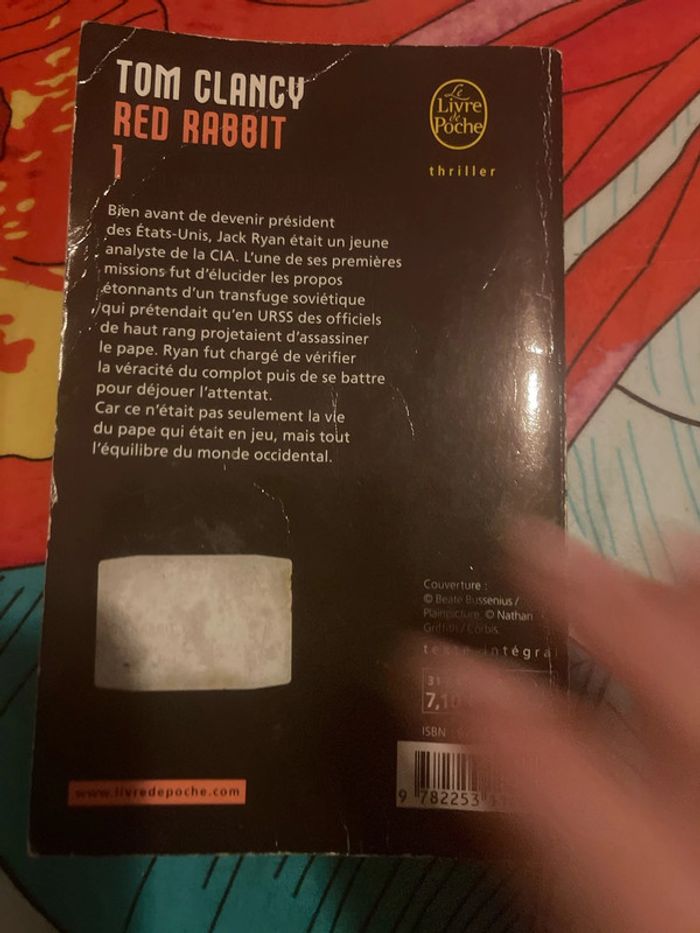 TOM CLANCY
RED RABBIT
1
Le
Livre
de
Poche
thriller
Bien avant de devenir président
des États-Unis, Jack Ryan était un jeune
analyste de la CIA. L'une de ses premières
missions fut d'élucider les propos
étonnants d'un transfuge soviétique
qui prétendait qu'en URSS des officiels
de haut rang projetaient d'assassiner
le pape. Ryan fut chargé de vérifier
la véracité du complot puis de se battre
pour déjouer l'attentat.
Car ce n'était pas seulement la vie
du pape qui était en jeu, mais tout
l'équilibre du monde occidental.
Couverture :
© Beate Bussenius /
Plainpicture. © Nathan
Griffith / Corbis.
texte intégra
31
7,10
ISBN :
9 782253
www.livredepoche.com